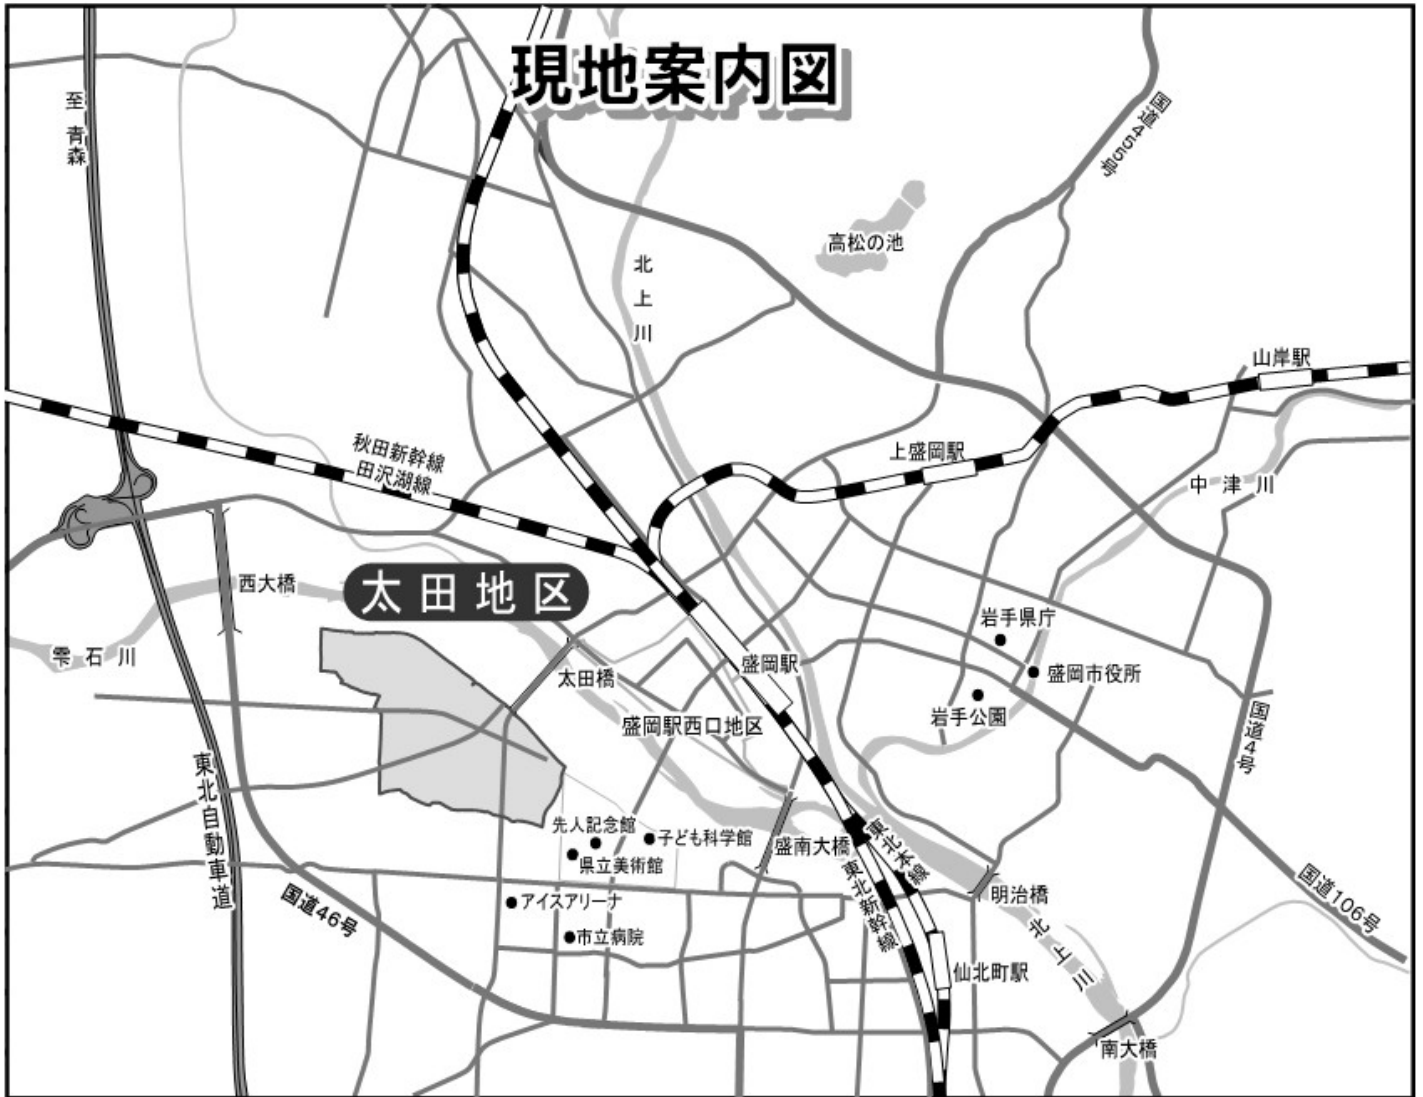 現地案内図
至青森
国道455号
高松の池
北上川
山岸駅
秋田新幹線
田沢湖線
上盛岡駅
中津川
西大橋
太田地区
雫石川
岩手県庁
盛岡駅
盛岡市役所
太田橋
岩手公園
盛岡駅西口地区
国道4号
東北自動車道
先人記念館
子ども科学館
県立美術館
盛南大橋
東北本線
東北新幹線
アイスアリーナ
国道46号
明治橋
国道106号
市立病院
北上川
仙北町駅
南大橋